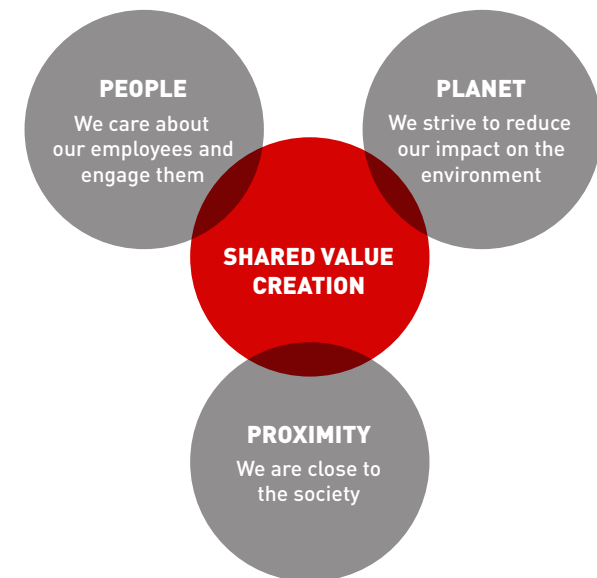 PEOPLE
We care about
our employees and
engage them
PLANET
We strive to reduce
our impact on the
environment
SHARED VALUE
CREATION
PROXIMITY
We are close to
the society